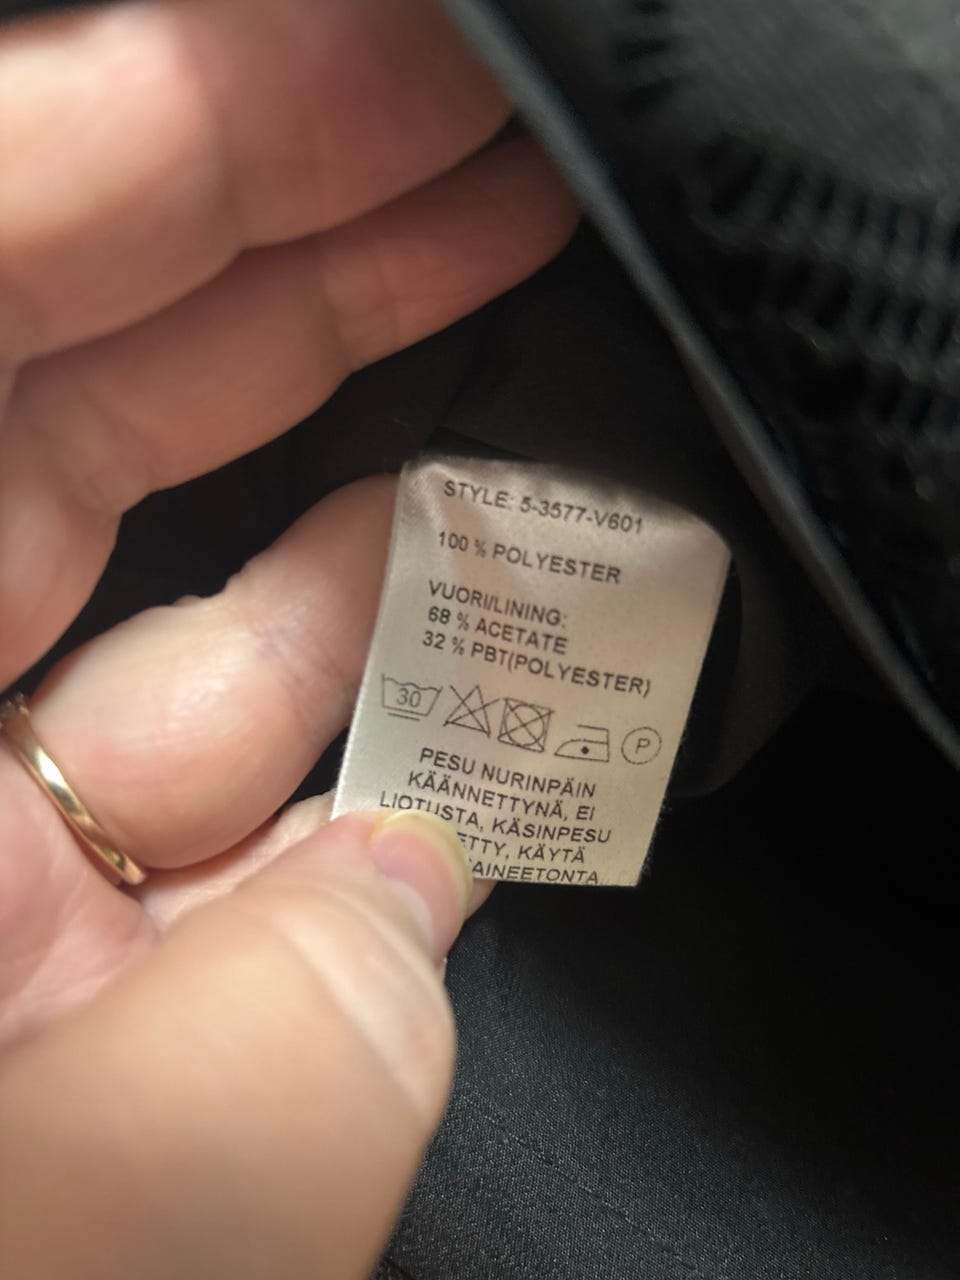 STYLE: 5-3577-V601
100 % POLYESTER
VUORI/LINING:
68 % ACETATE
32 % PBT(POLYESTER)
30 P
PESU NURINPÄIN
KÄÄNNETTYNÄ, EI
LIOTUSTA, KÄSINPESU